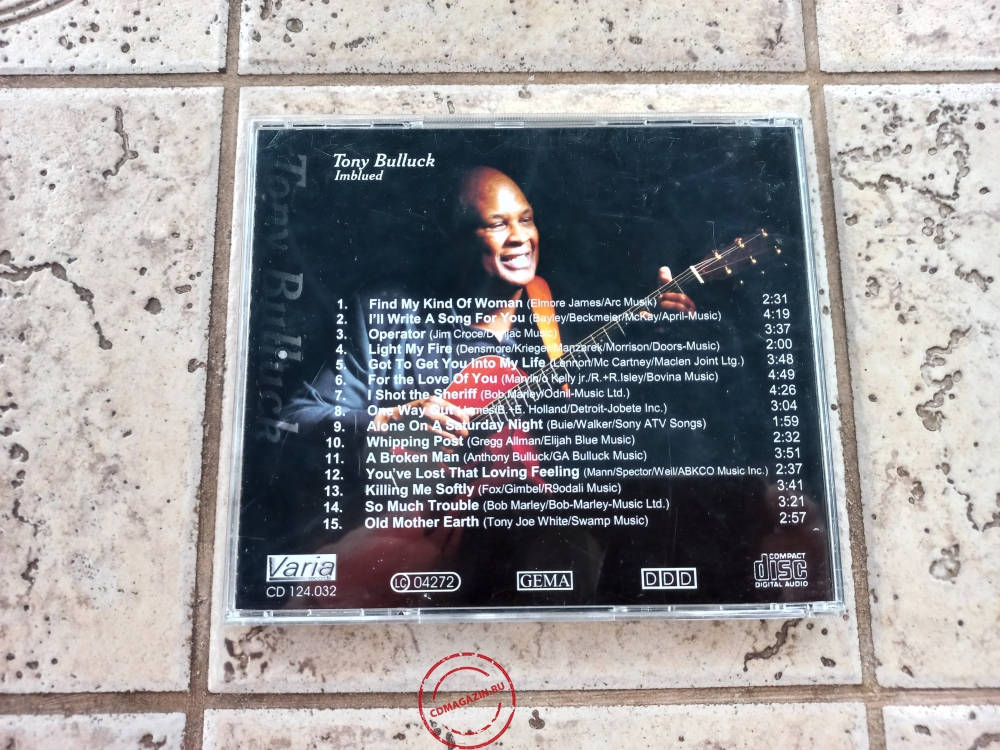 Tony Bulluck
Imblued
Tony Bulluck
1. Find My Kind Of Woman (Elmore James/Arc Musik) 2:31
2. I'll Write A Song For You (Bayley/Beckmeier/McKay/April-Music) 4:19
3. Operator (Jim Croce/Denjac Music) 3:37
4. Light My Fire (Densmore/Krieger/Manzarek/Morrison/Doors-Music) 2:00
5. Got To Get You Into My Life (Lennon/Mc Cartney/Maclen Joint Ltg.) 3:48
6. For the Love Of You (Marvin/o Kelly jr./R.+R.Isley/Bovina Music) 4:49
7. I Shot the Sheriff (Bob Marley/Odnil-Music Ltd.) 4:26
8. One Way Out (James/B.+E. Holland/Detroit-Jobete Inc.) 3:04
9. Alone On A Saturday Night (Buie/Walker/Sony ATV Songs) 1:59
10. Whipping Post (Gregg Allman/Elijah Blue Music) 2:32
11. A Broken Man (Anthony Bulluck/GA Bulluck Music) 3:51
12. You've Lost That Loving Feeling (Mann/Spector/Weil/ABKCO Music Inc.) 2:37
13. Killing Me Softly (Fox/Gimbel/R9odali Music) 3:41
14. So Much Trouble (Bob Marley/Bob-Marley-Music Ltd.) 3:21
15. Old Mother Earth (Tony Joe White/Swamp Music) 2:57
Varia
CD 124.032
LC 04272
GEMA
DDD
COMPACT
disc
DIGITAL AUDIO
CDMAGAZIN.RU